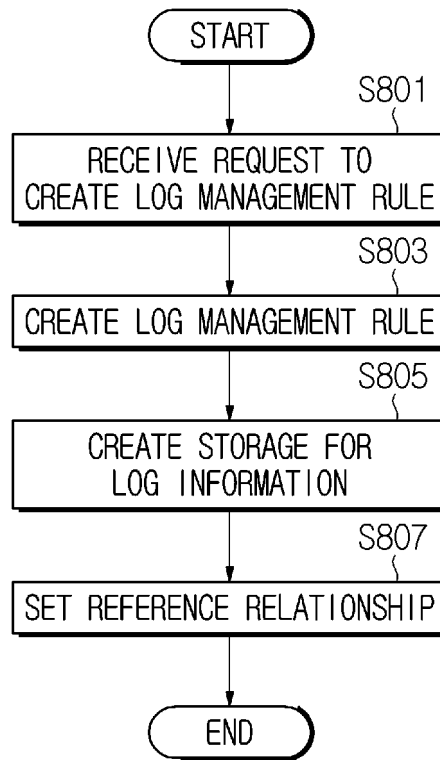 START
S801
RECEIVE REQUEST TO
CREATE LOG MANAGEMENT RULE
S803
CREATE LOG MANAGEMENT RULE
S805
CREATE STORAGE FOR
LOG INFORMATION
S807
SET REFERENCE RELATIONSHIP
END